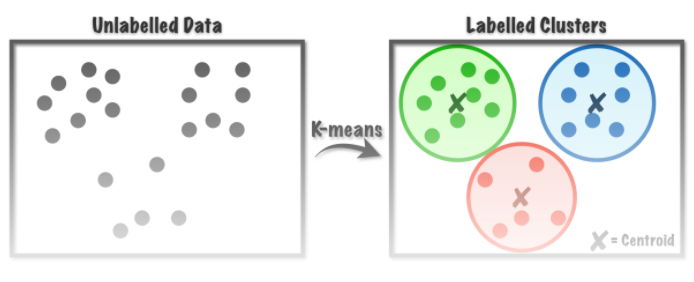 Unlabelled Data
Labelled Clusters
K-means
= Centroid